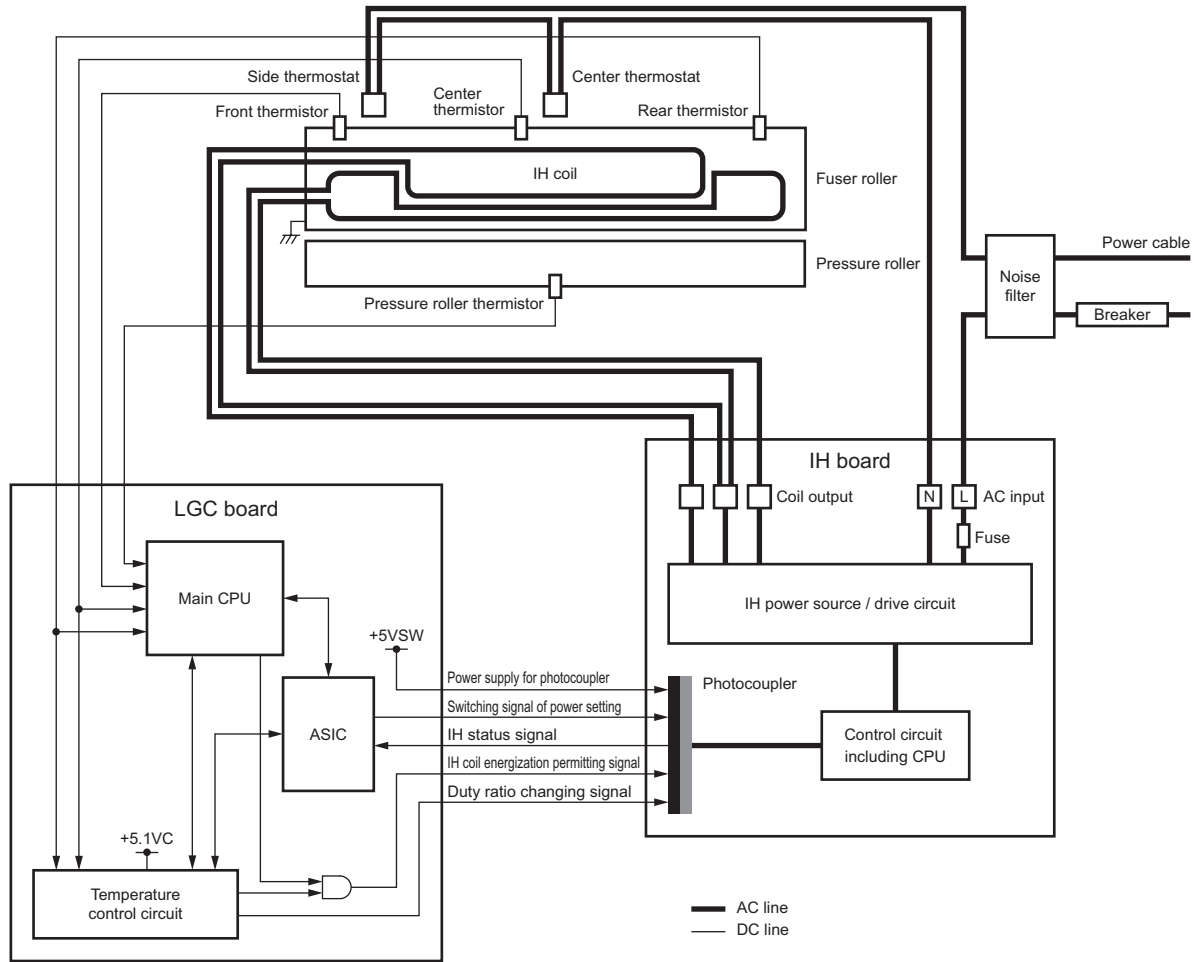 Side thermostat
Center thermostat
Front thermistor
Center
thermistor
Rear thermistor
IH coil
Fuser roller
Pressure roller
Pressure roller thermistor
Power cable
Noise
filter
Breaker
IH board
Coil output
N
L
AC input
Fuse
IH power source / drive circuit
Photocoupler
Control circuit
including CPU
LGC board
Main CPU
+5VSW
ASIC
Power supply for photocoupler
Switching signal of power setting
IH status signal
IH coil energization permitting signal
Duty ratio changing signal
+5.1VC
Temperature
control circuit
AC line
DC line